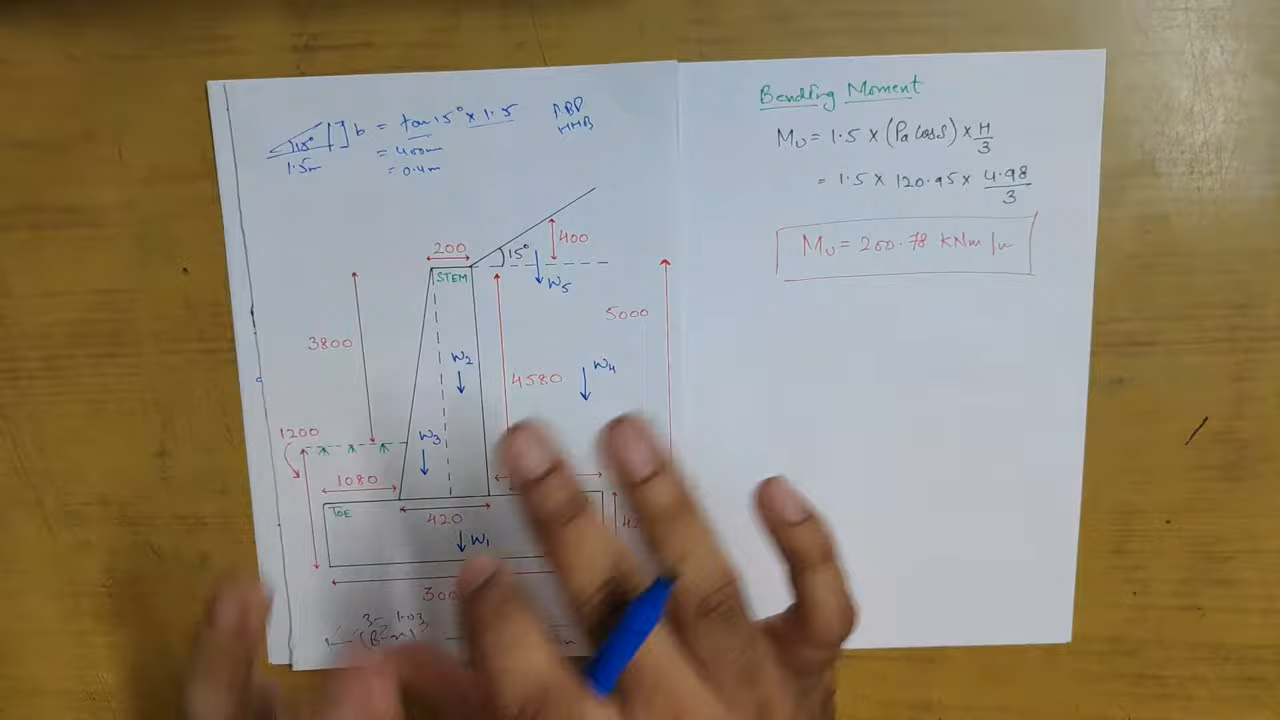 15° ] b = tan 15° × 1.5
1.5m
= 400m
= 0.4m
200
400
15°
W5
STEM
5000
3800
W2
W4
4580
W3
1200
1080
TOE
420
W1
Bending Moment
Mu = 1.5 × (Pa cosδ) × H/3
= 1.5 × 120.95 × 4.98/3
Mu = 200.78 kNm/m